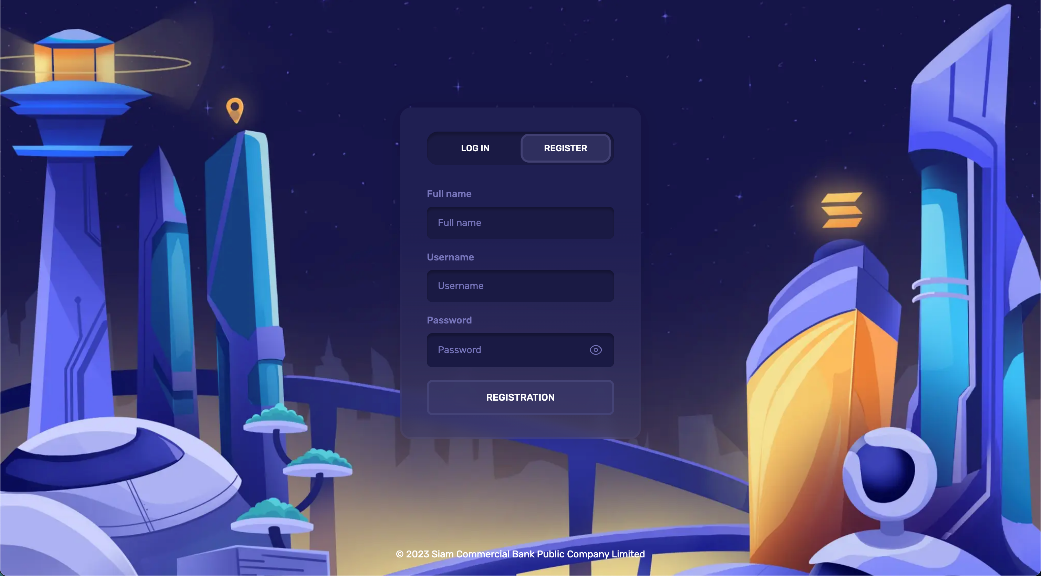 LOG IN
REGISTER
Full name
Full name
Username
Username
Password
Password
REGISTRATION
© 2023 Siam Commercial Bank Public Company Limited